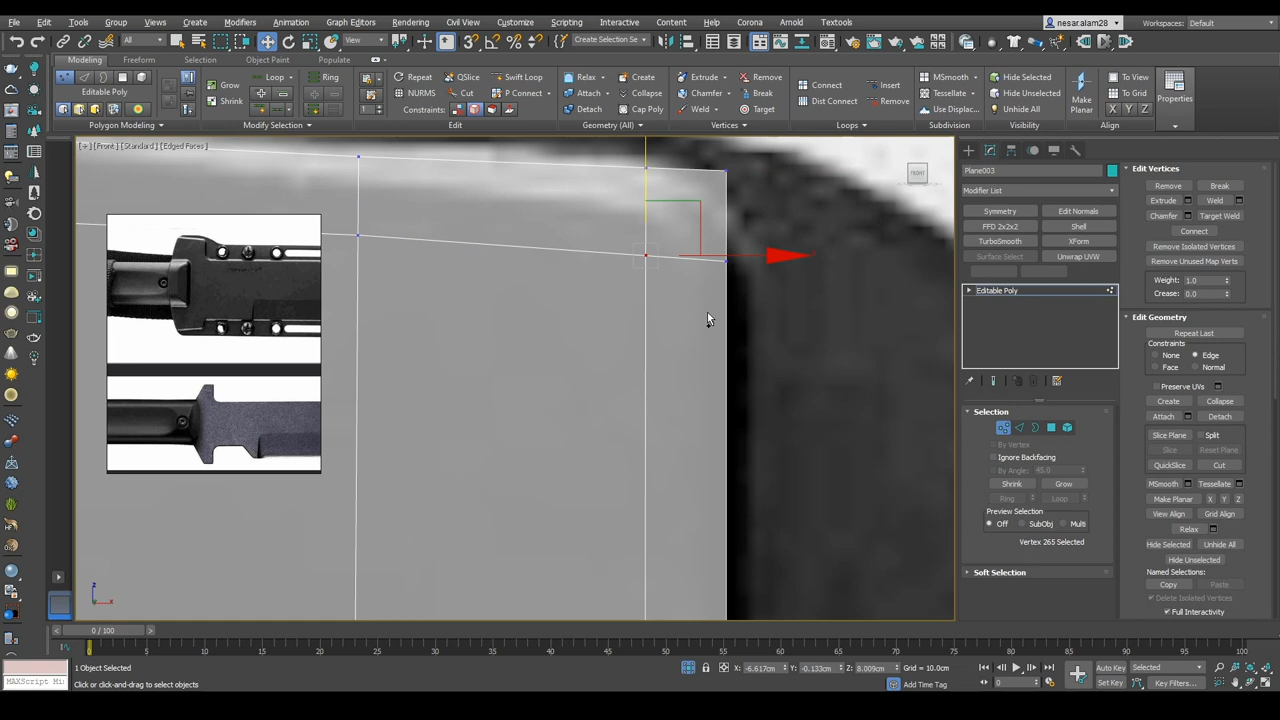 File Edit Tools Group Views Create Modifiers Animation Graph Editors Rendering Civil View Customize Scripting Interactive Content Help Corona Arnold Textools nesar.alam28 Workspaces: Default
All View Create Selection Se
Modeling Freeform Selection Object Paint Populate
Loop Ring Repeat QSlice Swift Loop Relax Create Extrude Remove Connect Insert MSmooth Hide Selected To View
Grow
Editable Poly Shrink NURMS Cut P Connect Attach Collapse Chamfer Break Dist Connect Remove Tessellate Hide Unselected Make Planar To Grid Properties
1 Constraints: Detach Cap Poly Weld Target Use Displac... Unhide All X Y Z
Polygon Modeling Modify Selection Edit Geometry (All) Vertices Loops Subdivision Visibility Align
[+] [Front] [Standard] [Edged Faces]
FRONT
Modifier List
Plane003
Symmetry Edit Normals
FFD 2x2x2 Shell
TurboSmooth XForm
Surface Select Unwrap UVW
Editable Poly
Selection
By Vertex
Ignore Backfacing
By Angle: 45.0
Shrink Grow
Ring Loop
Preview Selection
Off SubObj Multi
Vertex 265 Selected
Soft Selection
Edit Vertices
Remove Break
Extrude Weld
Chamfer Target Weld
Connect
Remove Isolated Vertices
Remove Unused Map Verts
Weight: 1.0
Crease: 0.0
Edit Geometry
Repeat Last
Constraints
None Edge
Face Normal
Preserve UVs
Create Collapse
Attach Detach
Slice Plane Split
Slice Reset Plane
QuickSlice Cut
MSmooth Tessellate
Make Planar X Y Z
View Align Grid Align
Relax
Hide Selected Unhide All
Hide Unselected
Named Selections:
Copy Paste
Delete Isolated Vertices
Full Interactivity
z
x
0 / 100
0 5 10 15 20 25 30 35 40 45 50 55 60 65 70 75 80 85 90 95 100
1 Object Selected X: -6.617cm Y: -0.133cm Z: 8.009cm Grid = 10.0cm Auto Key Selected
MAXScript Mi Click or click-and-drag to select objects Add Time Tag 0 Set Key Key Filters...